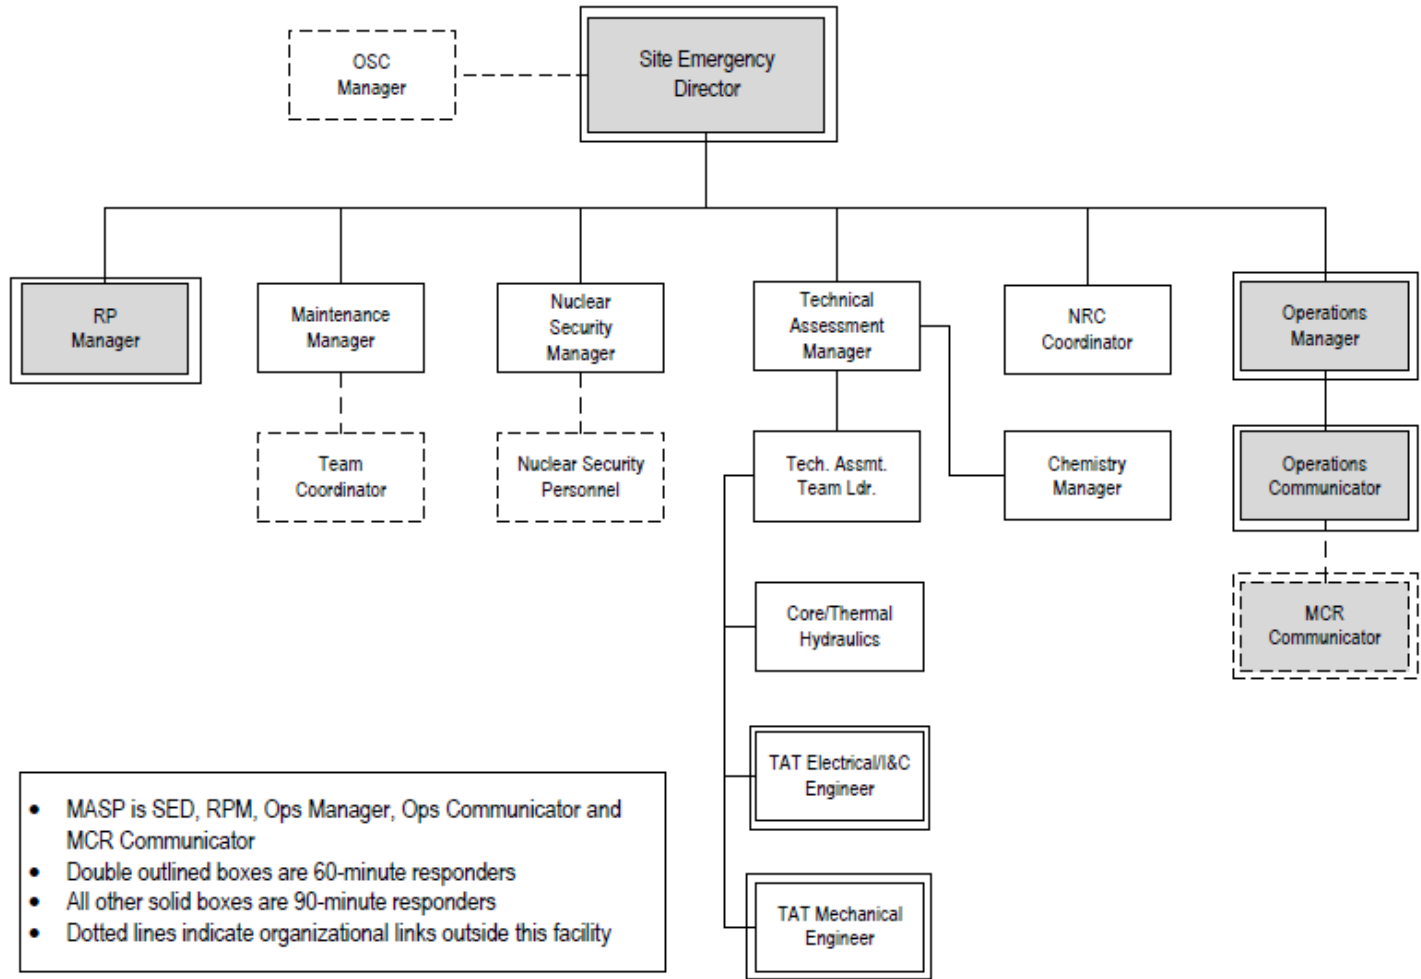 OSC
Manager
Site Emergency
Director
RP
Manager
Maintenance
Manager
Nuclear
Security
Manager
Technical
Assessment
Manager
NRC
Coordinator
Operations
Manager
Team
Coordinator
Nuclear Security
Personnel
Tech. Assmt.
Team Ldr.
Chemistry
Manager
Operations
Communicator
Core/Thermal
Hydraulics
MCR
Communicator
TAT Electrical/I&C
Engineer
TAT Mechanical
Engineer
• MASP is SED, RPM, Ops Manager, Ops Communicator and
MCR Communicator
• Double outlined boxes are 60-minute responders
• All other solid boxes are 90-minute responders
• Dotted lines indicate organizational links outside this facility